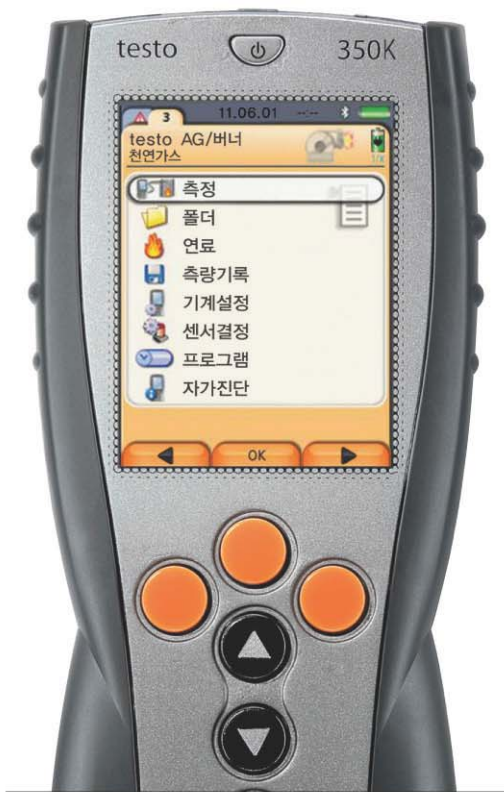 testo 350K
3 11.06.01 --:--
testo AG/버너
천연가스
측정
폴더
연료
측량기록
기계설정
센서결정
프로그램
자가진단
OK